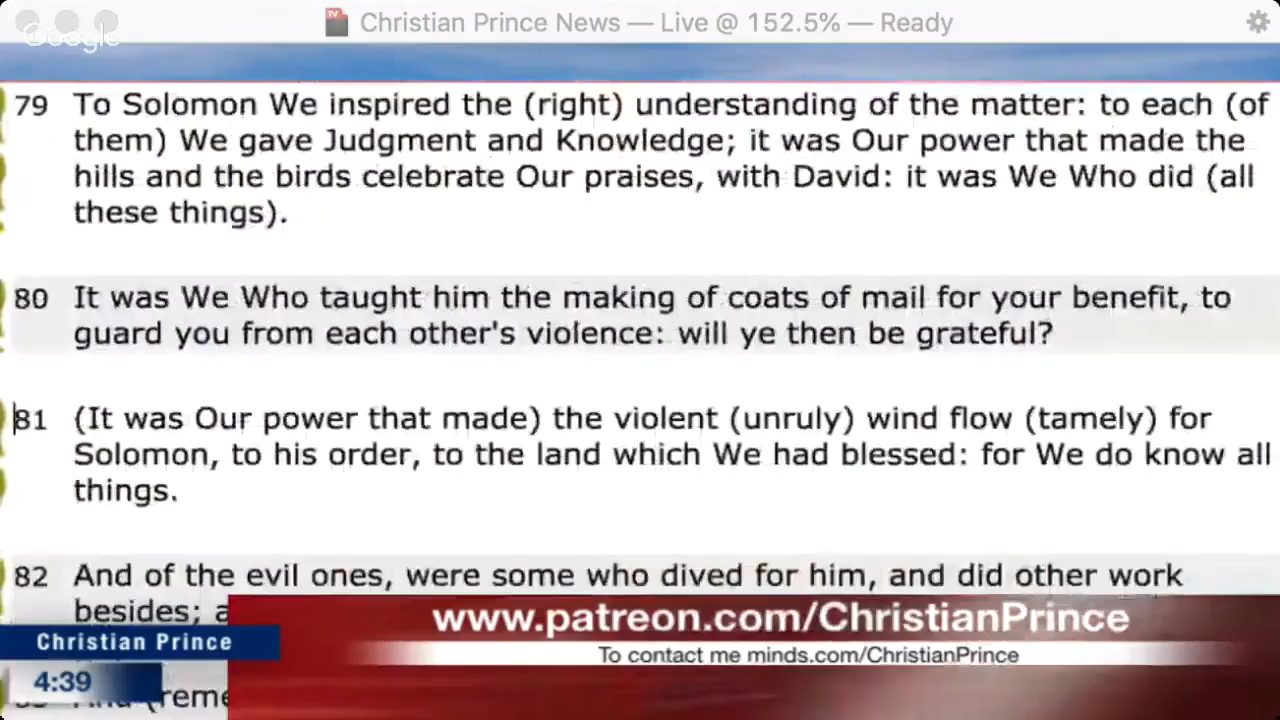 Christian Prince News — Live @ 152.5% — Ready
Google
79 To Solomon We inspired the (right) understanding of the matter: to each (of
them) We gave Judgment and Knowledge; it was Our power that made the
hills and the birds celebrate Our praises, with David: it was We Who did (all
these things).
80 It was We Who taught him the making of coats of mail for your benefit, to
guard you from each other's violence: will ye then be grateful?
81 (It was Our power that made) the violent (unruly) wind flow (tamely) for
Solomon, to his order, to the land which We had blessed: for We do know all
things.
82 And of the evil ones, were some who dived for him, and did other work
besides; a
www.patreon.com/ChristianPrince
Christian Prince
To contact me minds.com/ChristianPrince
4:39
(reme